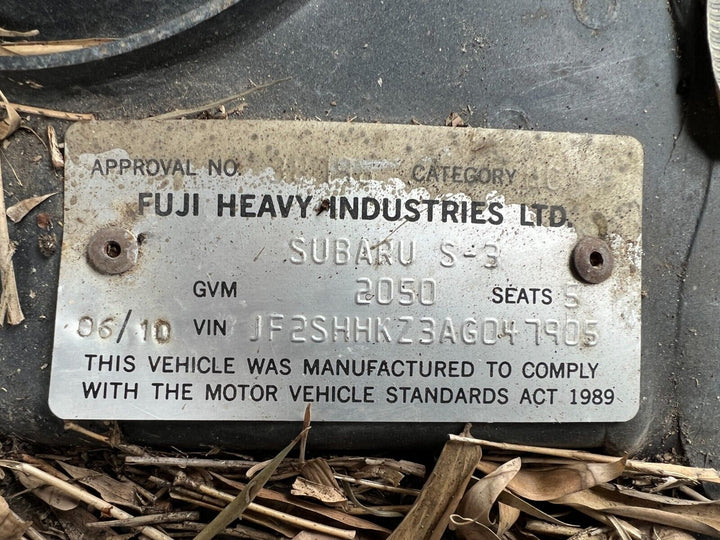 APPROVAL NO. CATEGORY
FUJI HEAVY INDUSTRIES LTD.
SUBARU S-3
GVM 2050 SEATS 5
06/10 VIN JF2SHHKZ3AG047905
THIS VEHICLE WAS MANUFACTURED TO COMPLY
WITH THE MOTOR VEHICLE STANDARDS ACT 1989